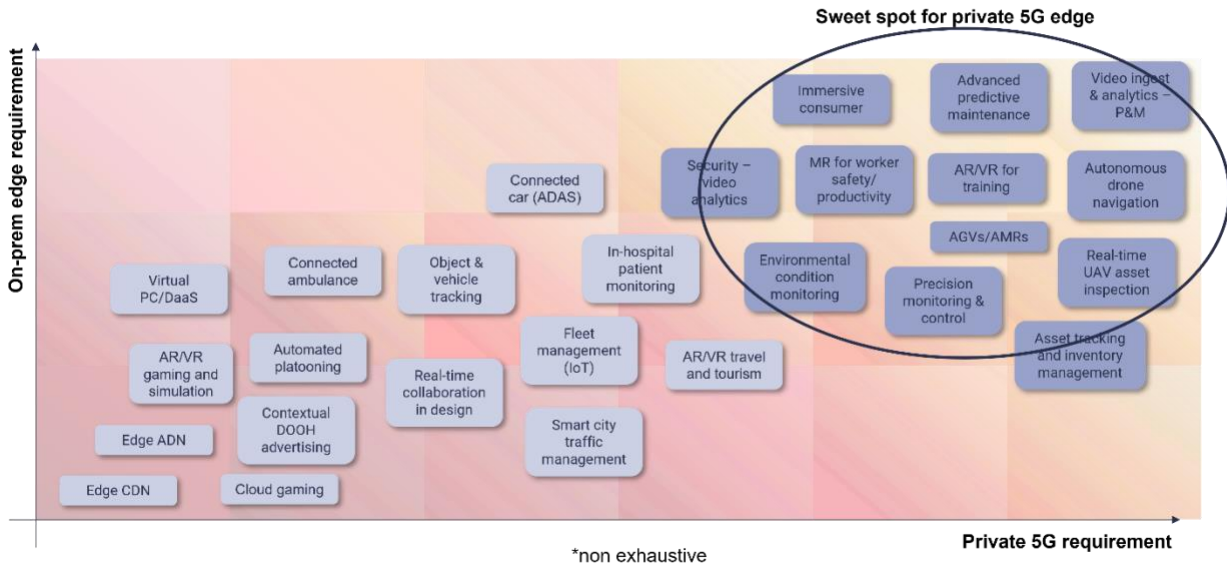 Sweet spot for private 5G edge
On-prem edge requirement
Immersive
consumer
Advanced
predictive
maintenance
Video ingest
& analytics –
P&M
Connected
car (ADAS)
Security –
video
analytics
MR for worker
safety/
productivity
AR/VR for
training
Autonomous
drone
navigation
AGVs/AMRs
Virtual
PC/DaaS
Connected
ambulance
Object &
vehicle
tracking
In-hospital
patient
monitoring
Environmental
condition
monitoring
Precision
monitoring &
control
Real-time
UAV asset
inspection
AR/VR
gaming and
simulation
Automated
platooning
Real-time
collaboration
in design
Fleet
management
(IoT)
AR/VR travel
and tourism
Asset tracking
and inventory
management
Edge ADN
Contextual
DOOH
advertising
Smart city
traffic
management
Edge CDN
Cloud gaming
Private 5G requirement
*non exhaustive